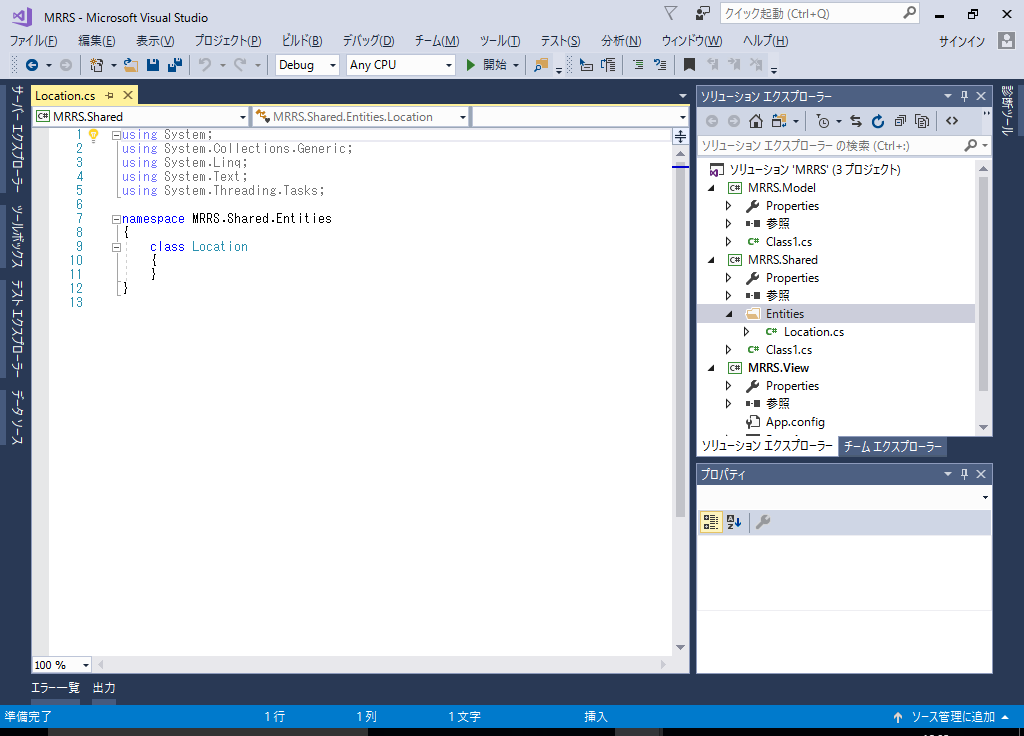 MRRS - Microsoft Visual Studio
クイック起動 (Ctrl+Q)
ファイル(F) 編集(E) 表示(V) プロジェクト(P) ビルド(B) デバッグ(D) チーム(M) ツール(T) テスト(S) 分析(N) ウィンドウ(W) ヘルプ(H) サインイン
Debug Any CPU 開始
サーバー エクスプローラー
ツールボックス
テスト エクスプローラー
データ ソース
Location.cs
MRRS.Shared MRRS.Shared.Entities.Location
1 using System;
2 using System.Collections.Generic;
3 using System.Linq;
4 using System.Text;
5 using System.Threading.Tasks;
6
7 namespace MRRS.Shared.Entities
8 {
9 class Location
10 {
11 }
12 }
13
100 %
ソリューション エクスプローラー
ソリューション エクスプローラー の検索 (Ctrl+:)
ソリューション 'MRRS' (3 プロジェクト)
C# MRRS.Model
Properties
参照
C# Class1.cs
C# MRRS.Shared
Properties
参照
Entities
C# Location.cs
C# Class1.cs
C# MRRS.View
Properties
参照
App.config
ソリューション エクスプローラー チーム エクスプローラー
プロパティ
診断ツール
エラー一覧 出力
準備完了 1 行 1 列 1 文字 挿入 ソース管理に追加